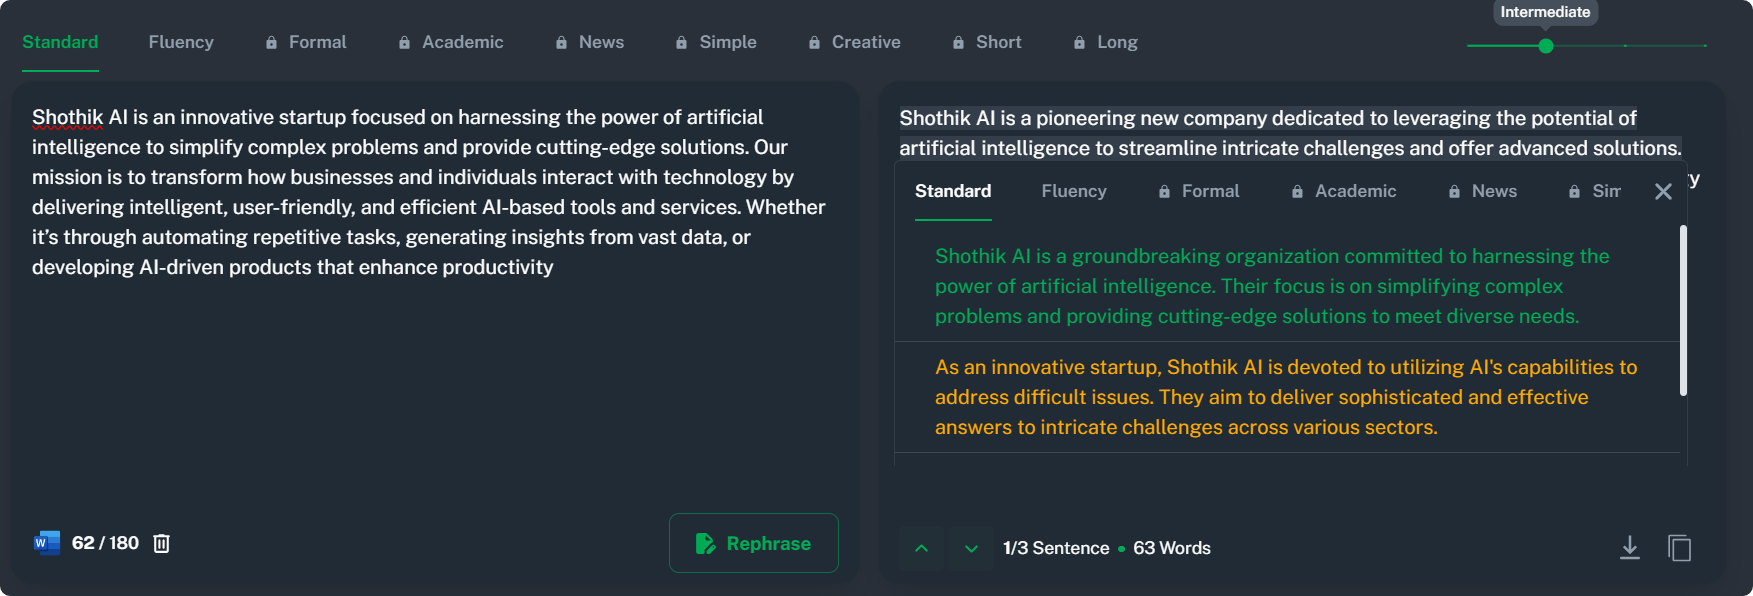 Intermediate
Standard Fluency Formal Academic News Simple Creative Short Long
Shothik AI is an innovative startup focused on harnessing the power of artificial
intelligence to simplify complex problems and provide cutting-edge solutions. Our
mission is to transform how businesses and individuals interact with technology by
delivering intelligent, user-friendly, and efficient AI-based tools and services. Whether
it’s through automating repetitive tasks, generating insights from vast data, or
developing AI-driven products that enhance productivity
W 62 / 180
Rephrase
Shothik AI is a pioneering new company dedicated to leveraging the potential of
artificial intelligence to streamline intricate challenges and offer advanced solutions.
Standard Fluency Formal Academic News Sim
Shothik AI is a groundbreaking organization committed to harnessing the
power of artificial intelligence. Their focus is on simplifying complex
problems and providing cutting-edge solutions to meet diverse needs.
As an innovative startup, Shothik AI is devoted to utilizing AI's capabilities to
address difficult issues. They aim to deliver sophisticated and effective
answers to intricate challenges across various sectors.
1/3 Sentence • 63 Words